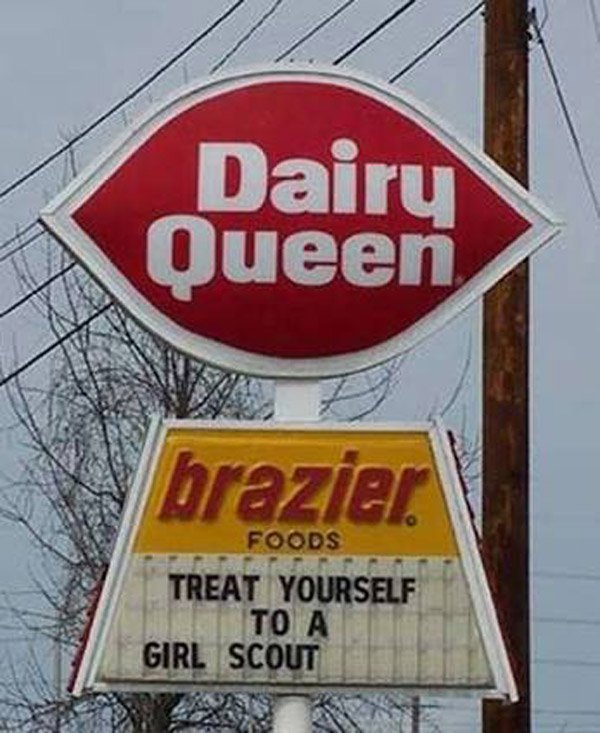 Dairy
Queen
brazier
FOODS
TREAT YOURSELF
TO A
GIRL SCOUT